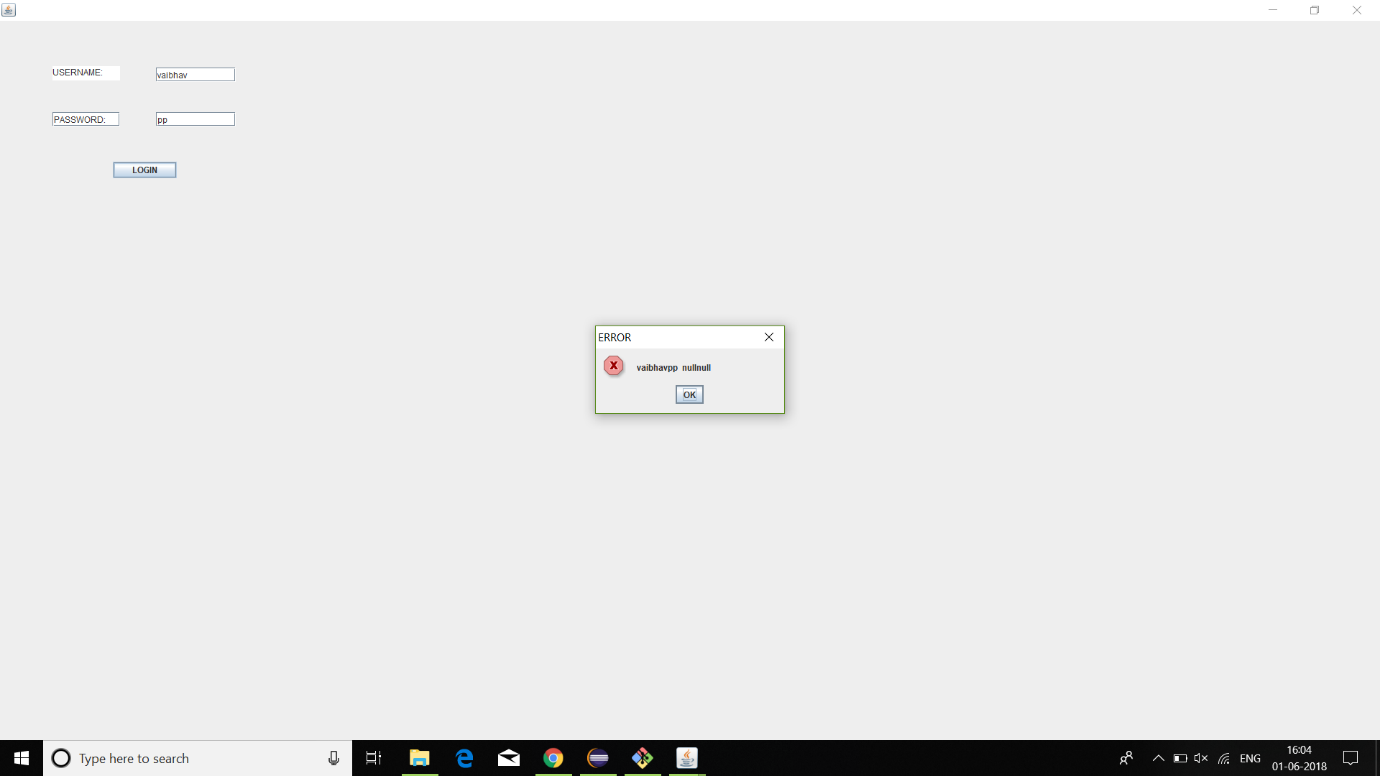 USERNAME:
vaibhav
PASSWORD:
pp
LOGIN
ERROR
X
vaibhavpp nullnull
OK
Type here to search
ENG
16:04
01-06-2018